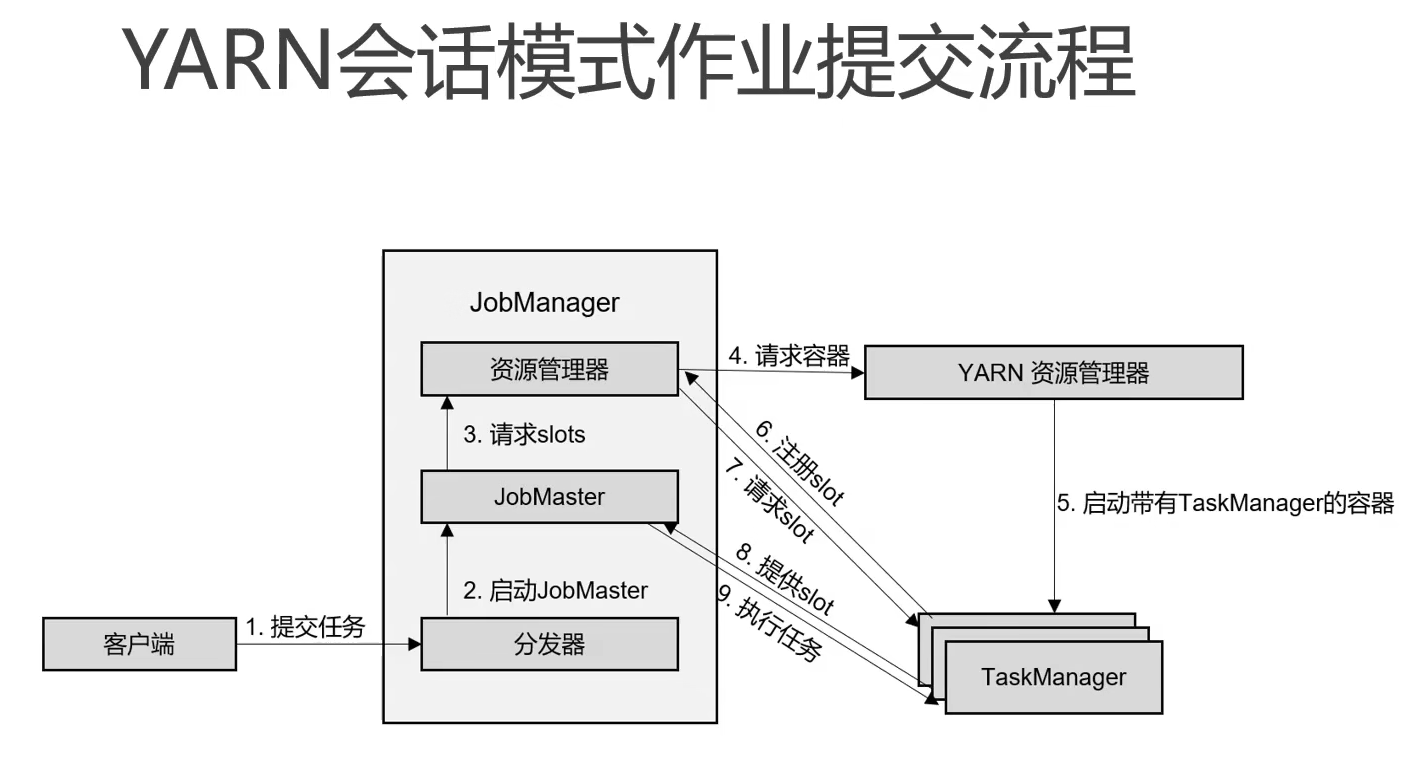 YARN会话模式作业提交流程
JobManager
资源管理器
4. 请求容器
YARN 资源管理器
3. 请求slots
6. 注册slot
7. 请求slot
JobMaster
5. 启动带有TaskManager的容器
8. 提供slot
9. 执行任务
2. 启动JobMaster
客户端
1. 提交任务
分发器
TaskManager